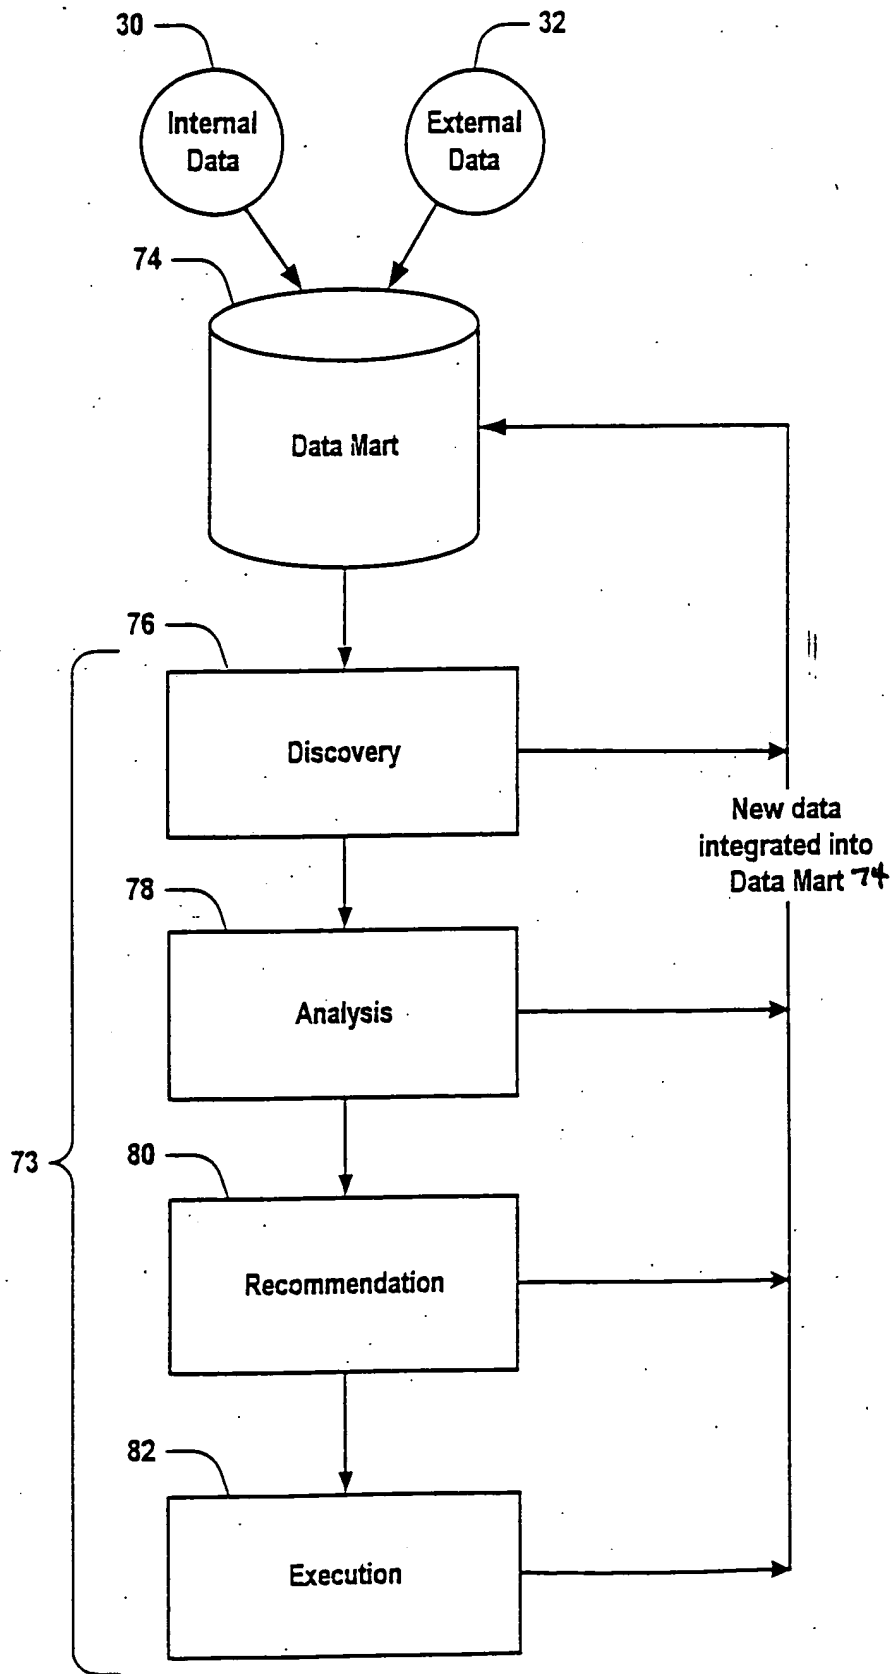 30
32
Internal
Data
External
Data
74
Data Mart
76
Discovery
New data
integrated into
Data Mart 74
78
Analysis
73
80
Recommendation
82
Execution